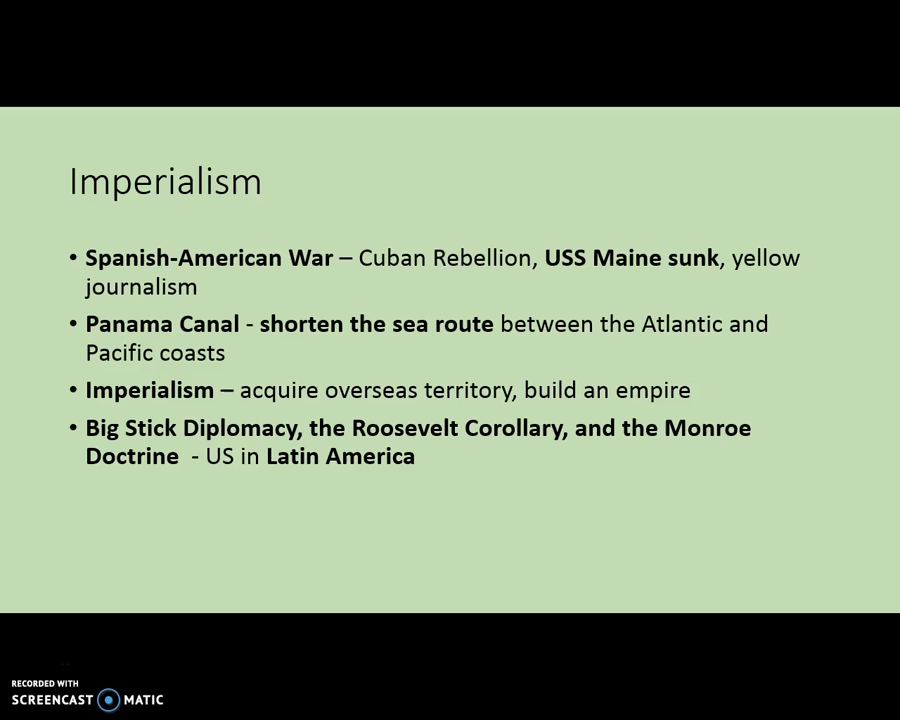 Imperialism
• Spanish-American War – Cuban Rebellion, USS Maine sunk, yellow
journalism
• Panama Canal - shorten the sea route between the Atlantic and
Pacific coasts
• Imperialism – acquire overseas territory, build an empire
• Big Stick Diplomacy, the Roosevelt Corollary, and the Monroe
Doctrine - US in Latin America
RECORDED WITH
SCREENCAST MATIC